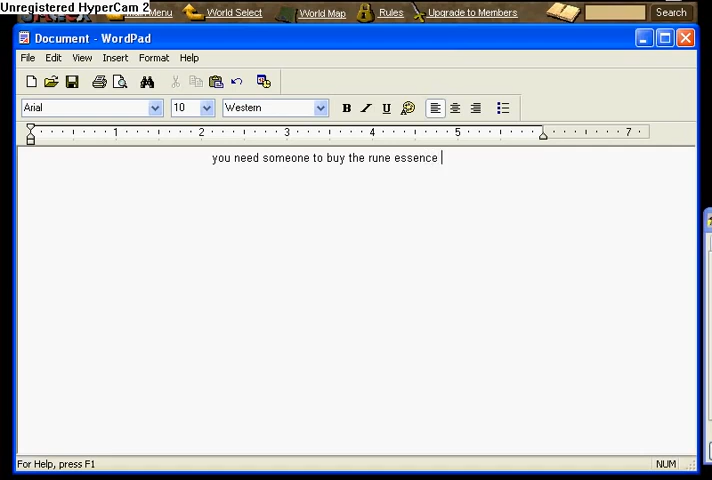 Unregistered HyperCam 2
Main Menu World Select World Map Rules Upgrade to Members Search
Document - WordPad
File Edit View Insert Format Help
Arial 10 Western B I U
1 2 3 4 5 7
you need someone to buy the rune essence
For Help, press F1 NUM